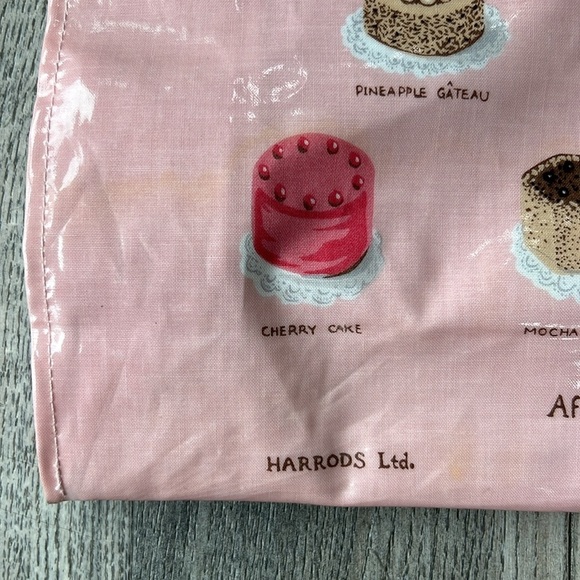 PINEAPPLE GÂTEAU
CHERRY CAKE
MOCHA
Af
HARRODS Ltd.